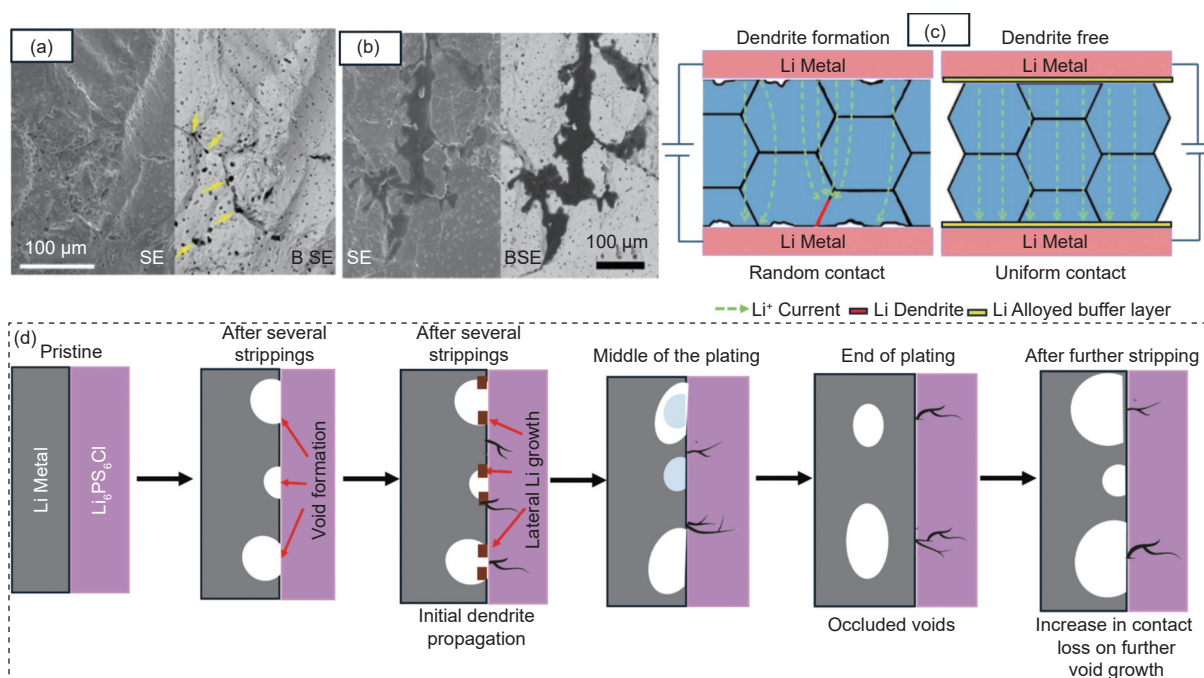 (a)
SE
100 μm
B SE
(b)
SE
BSE
100 μm
(c)
Dendrite formation
Li Metal
Li Metal
Random contact
Dendrite free
Li Metal
Li Metal
Uniform contact
Li⁺ Current
Li Dendrite
Li Alloyed buffer layer
(d)
Pristine
Li Metal
Li₆PS₆Cl
After several
strippings
Void formation
After several
strippings
Lateral Li growth
Initial dendrite
propagation
Middle of the plating
End of plating
Occluded voids
After further stripping
Increase in contact
loss on further
void growth